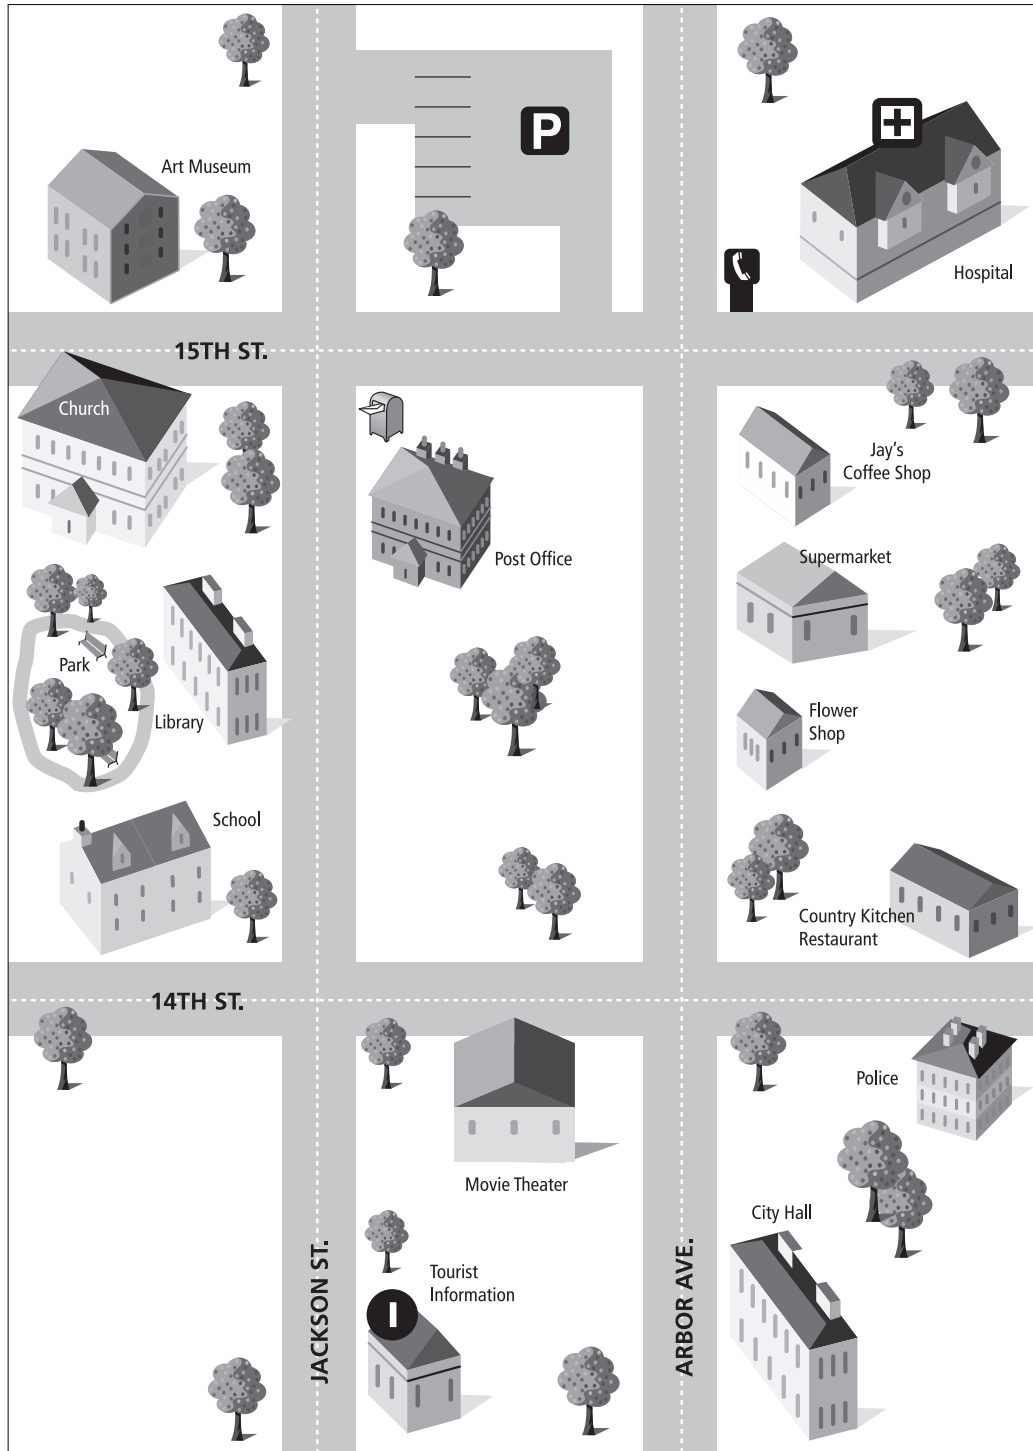 P
Art Museum
Hospital
15TH ST.
Church
Jay's
Coffee Shop
Post Office
Supermarket
Park
Library
Flower
Shop
School
Country Kitchen
Restaurant
14TH ST.
Police
Movie Theater
City Hall
Tourist
Information
I
JACKSON ST.
ARBOR AVE.